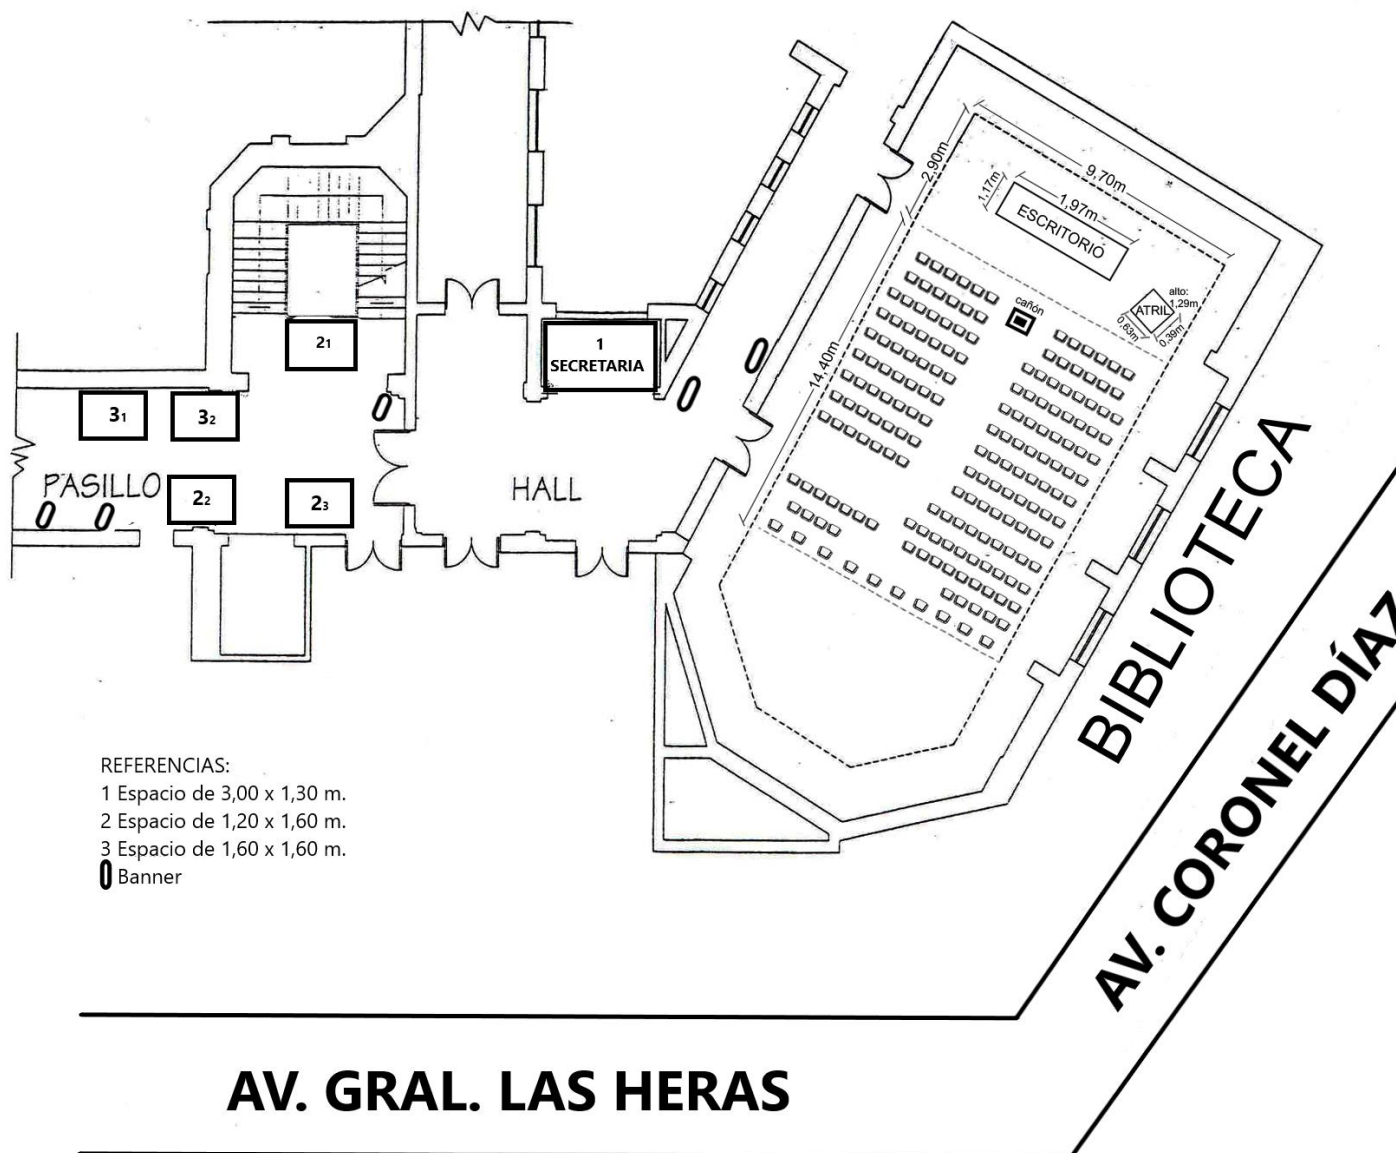 2,90m
9,70m
1,17m
1,97m
ESCRITORIO
cañón
alto:
1,29m
ATRIL
0,63m
0,39m
14,40m
21
1
SECRETARIA
31
32
22
23
PASILLO
HALL
BIBLIOTECA
AV. CORONEL DÍAZ
REFERENCIAS:
1 Espacio de 3,00 x 1,30 m.
2 Espacio de 1,20 x 1,60 m.
3 Espacio de 1,60 x 1,60 m.
Banner
AV. GRAL. LAS HERAS